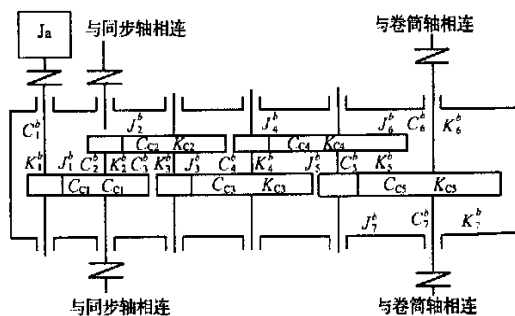 Ja
与同步轴相连
与卷筒轴相连
C₁ᵇ J₂ᵇ J₄ᵇ J₆ᵇ C₆ᵇ K₆ᵇ
C_C2 K_C2 C_C4 K_C4
K₁ᵇ J₁ᵇ C₂ᵇ K₂ᵇ C₃ᵇ K₃ᵇ J₃ᵇ C₄ᵇ K₄ᵇ J₅ᵇ C₅ᵇ K₅ᵇ
C_C1 C_C1 C_C3 K_C3 C_C5 K_C5
J₇ᵇ C₇ᵇ K₇ᵇ
与同步轴相连
与卷筒轴相连